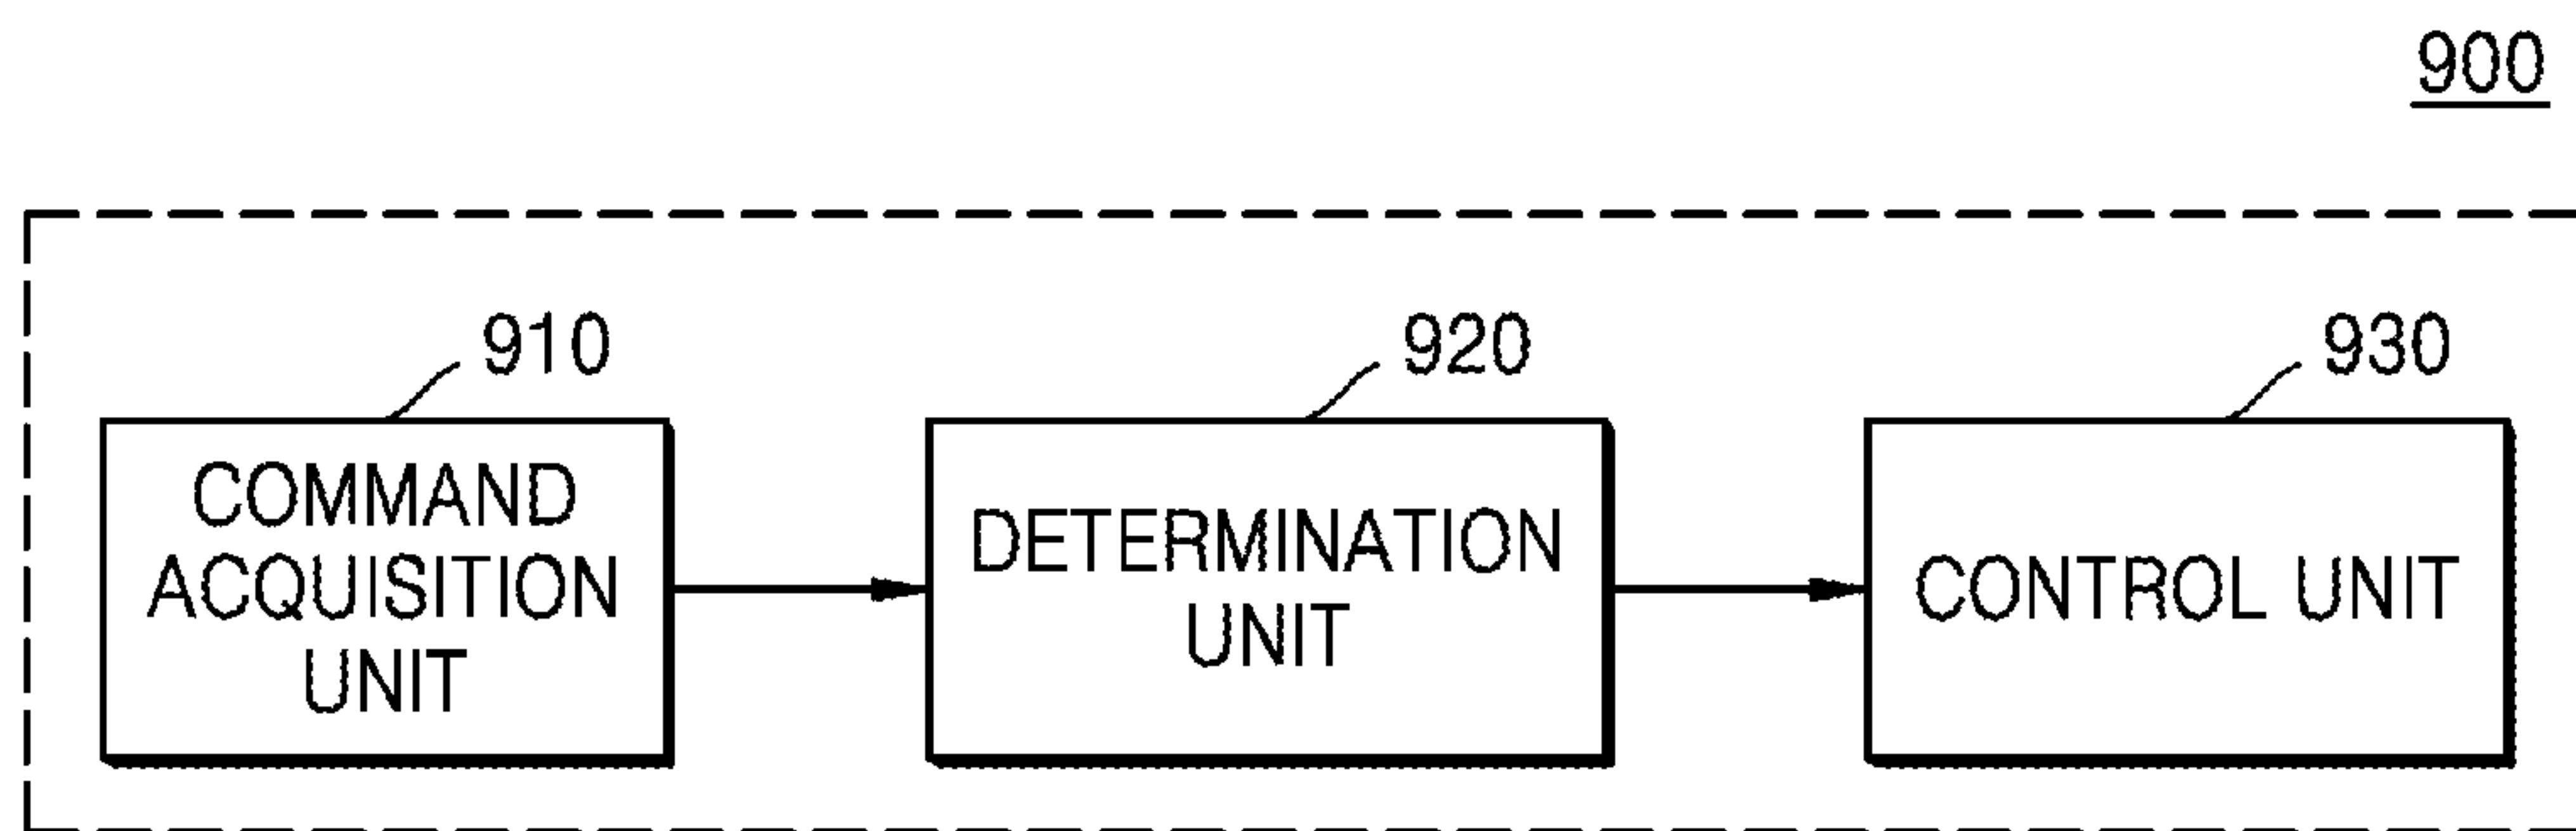 900
910
920
930
COMMAND
ACQUISITION
UNIT
DETERMINATION
UNIT
CONTROL UNIT